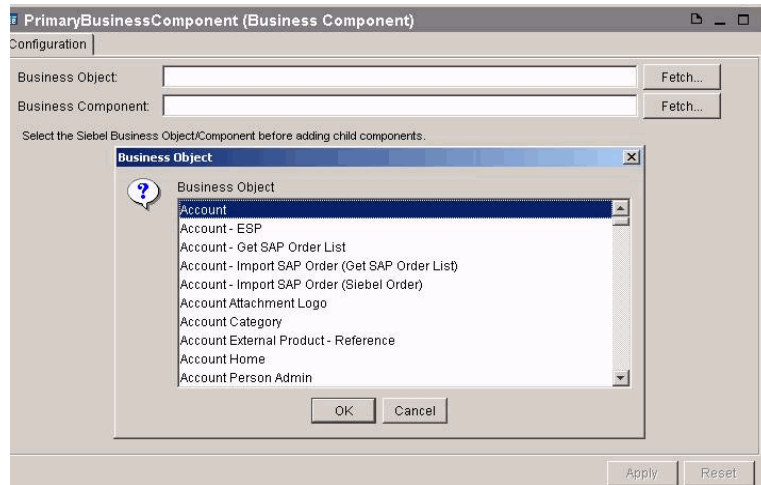 PrimaryBusinessComponent (Business Component)
Configuration
Business Object: Fetch...
Business Component: Fetch...
Select the Siebel Business Object/Component before adding child components.
Business Object
Business Object
Account
Account - ESP
Account - Get SAP Order List
Account - Import SAP Order (Get SAP Order List)
Account - Import SAP Order (Siebel Order)
Account Attachment Logo
Account Category
Account External Product - Reference
Account Home
Account Person Admin
OK Cancel
Apply Reset